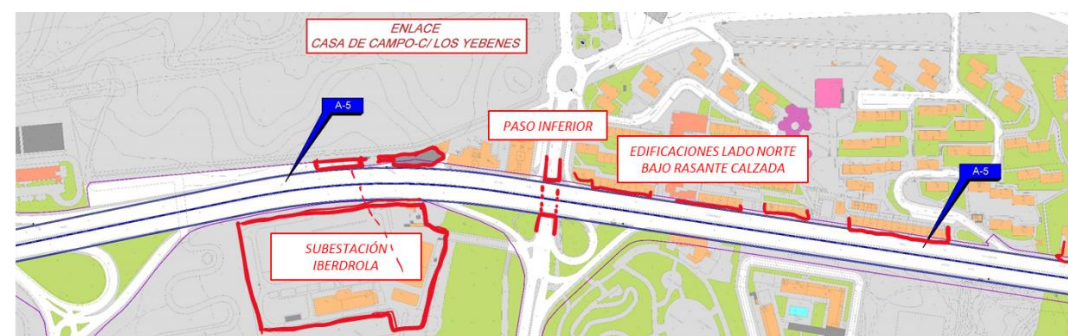 ENLACE
CASA DE CAMPO-C/ LOS YEBENES
A-5
PASO INFERIOR
EDIFICACIONES LADO NORTE
BAJO RASANTE CALZADA
A-5
SUBESTACIÓN
IBERDROLA